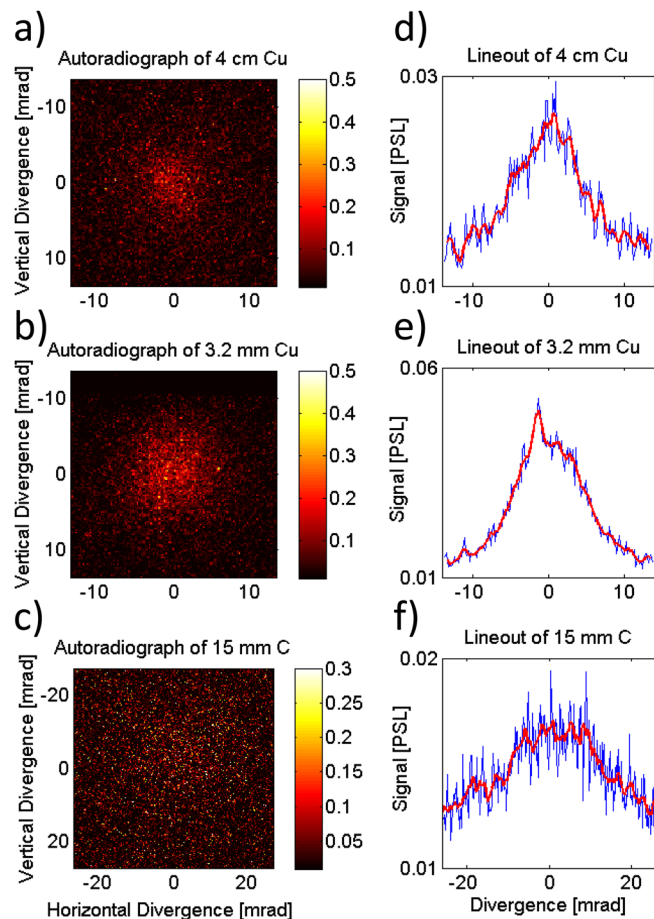 a)
Autoradiograph of 4 cm Cu
Vertical Divergence [mrad]
-10
0
10
-10 0 10
0.5
0.4
0.3
0.2
0.1
d)
Lineout of 4 cm Cu
Signal [PSL]
0.03
0.01
-10 0 10
b)
Autoradiograph of 3.2 mm Cu
Vertical Divergence [mrad]
-10
0
10
-10 0 10
0.5
0.4
0.3
0.2
0.1
e)
Lineout of 3.2 mm Cu
Signal [PSL]
0.06
0.01
-10 0 10
c)
Autoradiograph of 15 mm C
Vertical Divergence [mrad]
-20
0
20
-20 0 20
Horizontal Divergence [mrad]
0.3
0.25
0.2
0.15
0.1
0.05
f)
Lineout of 15 mm C
Signal [PSL]
0.02
0.01
-20 0 20
Divergence [mrad]